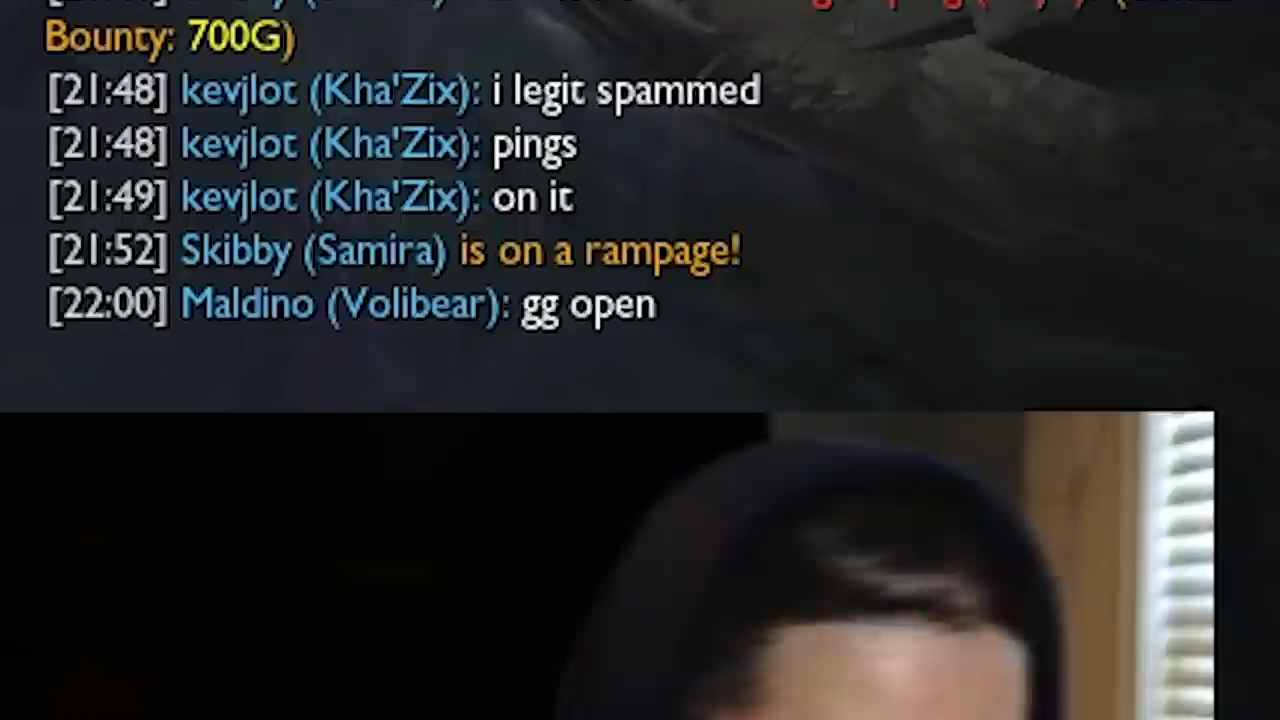 Bounty: 700G)
[21:48] kevjlot (Kha'Zix): i legit spammed
[21:48] kevjlot (Kha'Zix): pings
[21:49] kevjlot (Kha'Zix): on it
[21:52] Skibby (Samira) is on a rampage!
[22:00] Maldino (Volibear): gg open